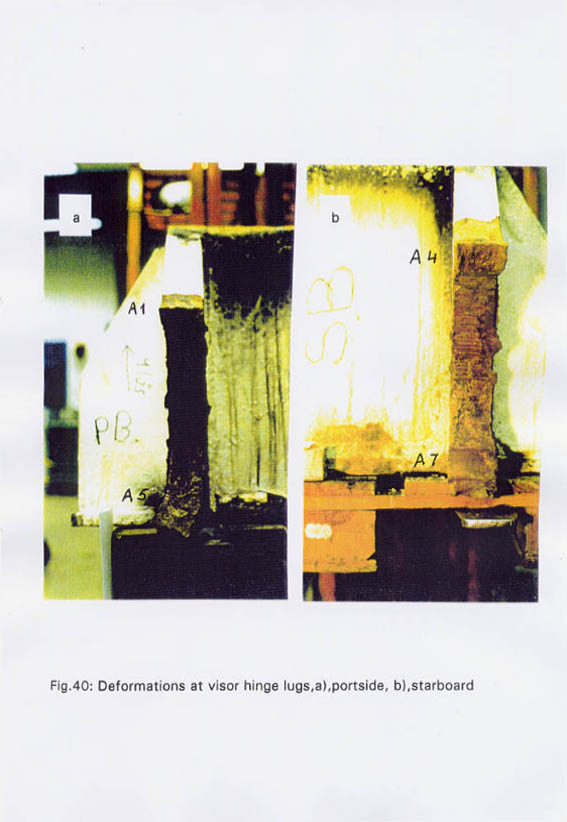 a
A1
PB
A5
b
A4
SB
A7
Fig.40: Deformations at visor hinge lugs,a),portside, b),starboard